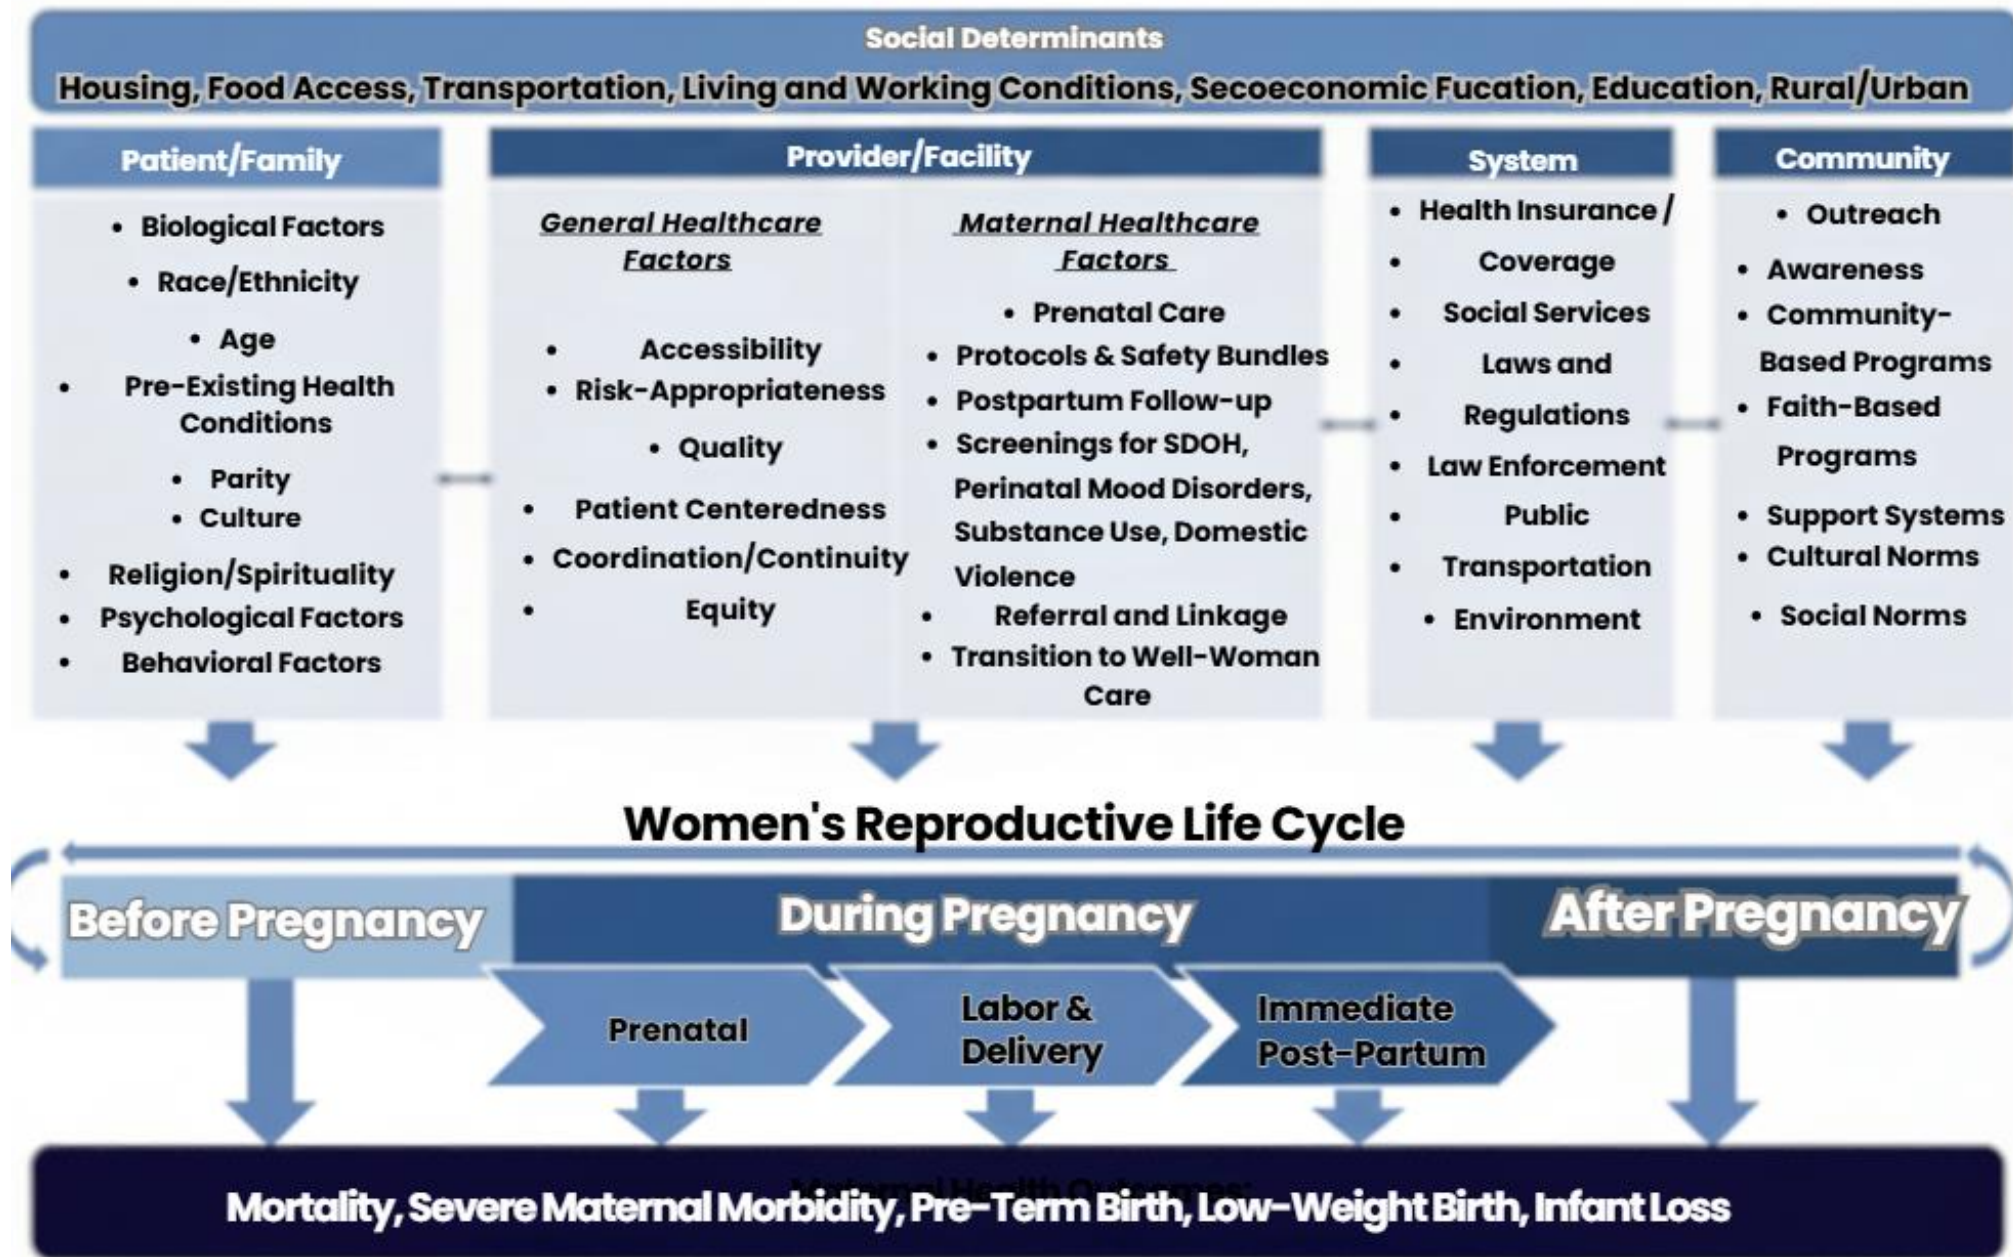 Social Determinants
Housing, Food Access, Transportation, Living and Working Conditions, Secoeconomic Fucation, Education, Rural/Urban
Patient/Family
• Biological Factors
• Race/Ethnicity
• Age
• Pre-Existing Health
Conditions
• Parity
• Culture
• Religion/Spirituality
• Psychological Factors
• Behavioral Factors
Provider/Facility
General Healthcare
Factors
• Accessibility
• Risk-Appropriateness
• Quality
• Patient Centeredness
• Coordination/Continuity
• Equity
Maternal Healthcare
Factors
• Prenatal Care
• Protocols & Safety Bundles
• Postpartum Follow-up
• Screenings for SDOH,
Perinatal Mood Disorders,
Substance Use, Domestic
Violence
• Referral and Linkage
• Transition to Well-Woman
Care
System
• Health Insurance /
• Coverage
• Social Services
• Laws and
• Regulations
• Law Enforcement
• Public
• Transportation
• Environment
Community
• Outreach
• Awareness
• Community-
Based Programs
• Faith-Based
Programs
• Support Systems
• Cultural Norms
• Social Norms
Women's Reproductive Life Cycle
Before Pregnancy
During Pregnancy
After Pregnancy
Prenatal
Labor &
Delivery
Immediate
Post-Partum
Maternal Health Outcomes:
Mortality, Severe Maternal Morbidity, Pre-Term Birth, Low-Weight Birth, Infant Loss